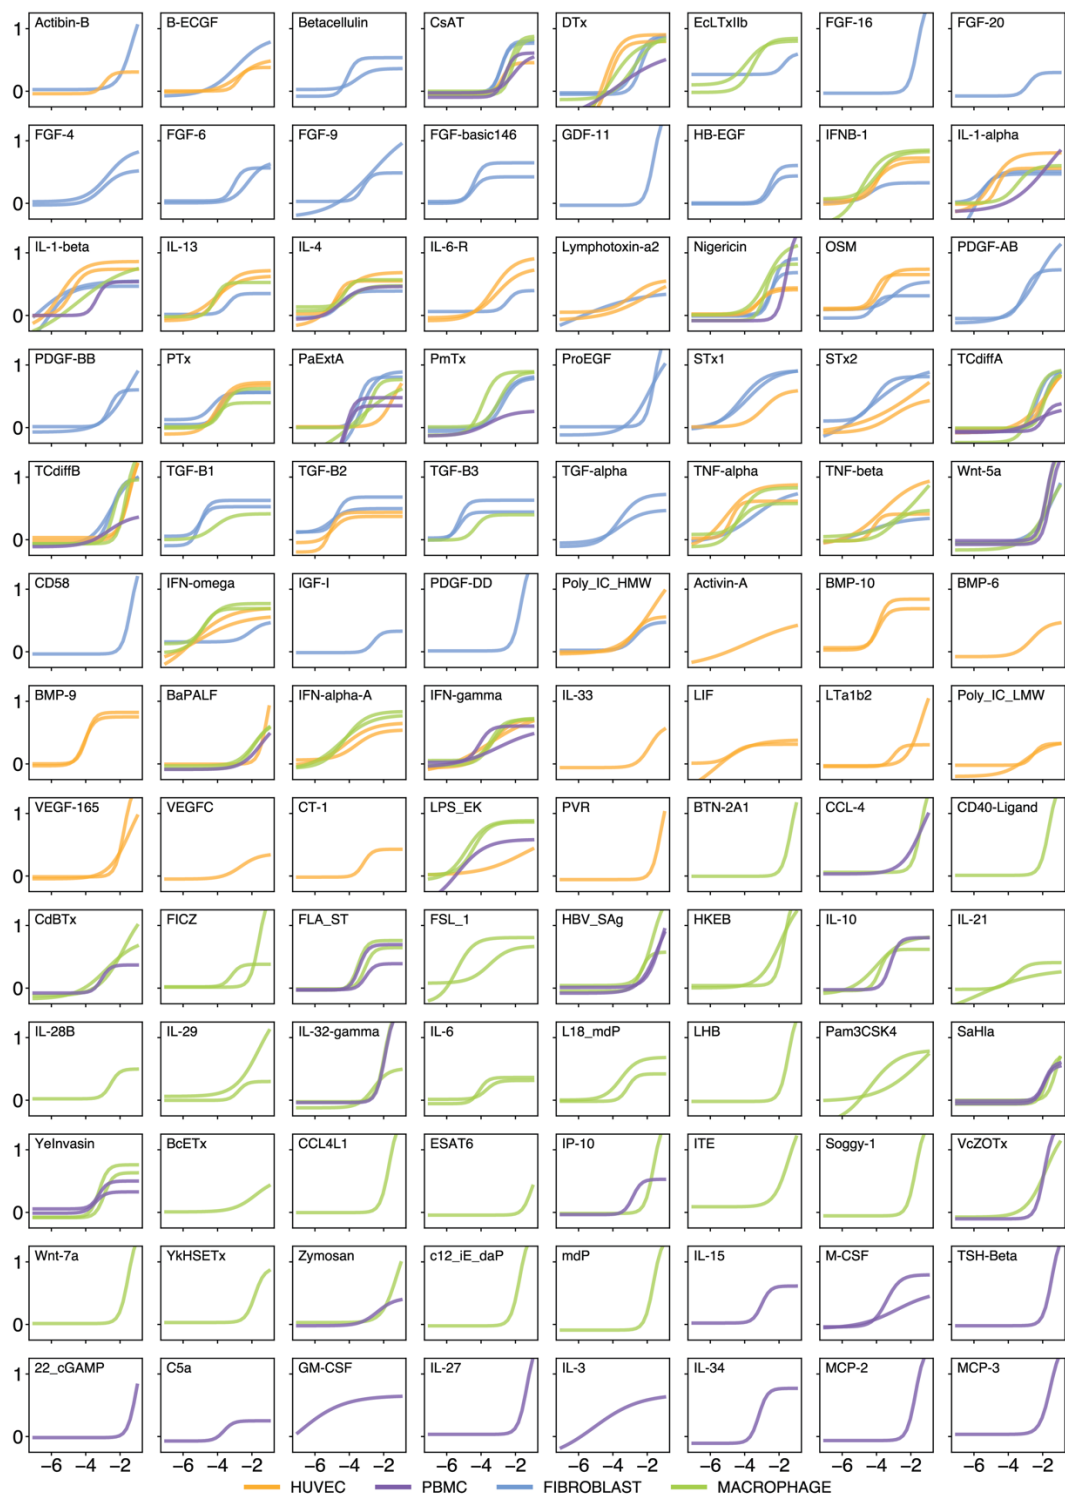 Actibin-B B-ECGF Betacellulin CsAT DTx EcLTxIIb FGF-16 FGF-20
1
0
FGF-4 FGF-6 FGF-9 FGF-basic146 GDF-11 HB-EGF IFNB-1 IL-1-alpha
1
0
IL-1-beta IL-13 IL-4 IL-6-R Lymphotoxin-a2 Nigericin OSM PDGF-AB
1
0
PDGF-BB PTx PaExtA PmTx ProEGF STx1 STx2 TCdiffA
1
0
TCdiffB TGF-B1 TGF-B2 TGF-B3 TGF-alpha TNF-alpha TNF-beta Wnt-5a
1
0
CD58 IFN-omega IGF-I PDGF-DD Poly_IC_HMW Activin-A BMP-10 BMP-6
1
0
BMP-9 BaPALF IFN-alpha-A IFN-gamma IL-33 LIF LTa1b2 Poly_IC_LMW
1
0
VEGF-165 VEGFC CT-1 LPS_EK PVR BTN-2A1 CCL-4 CD40-Ligand
1
0
CdBTx FICZ FLA_ST FSL_1 HBV_SAg HKEB IL-10 IL-21
1
0
IL-28B IL-29 IL-32-gamma IL-6 L18_mdP LHB Pam3CSK4 SaHla
1
0
YeInvasin BcETx CCL4L1 ESAT6 IP-10 ITE Soggy-1 VcZOTx
1
0
Wnt-7a YkHSETx Zymosan c12_iE_daP mdP IL-15 M-CSF TSH-Beta
1
0
22_cGAMP C5a GM-CSF IL-27 IL-3 IL-34 MCP-2 MCP-3
1
0
−6 −4 −2 −6 −4 −2 −6 −4 −2 −6 −4 −2 −6 −4 −2 −6 −4 −2 −6 −4 −2 −6 −4 −2
HUVEC PBMC FIBROBLAST MACROPHAGE